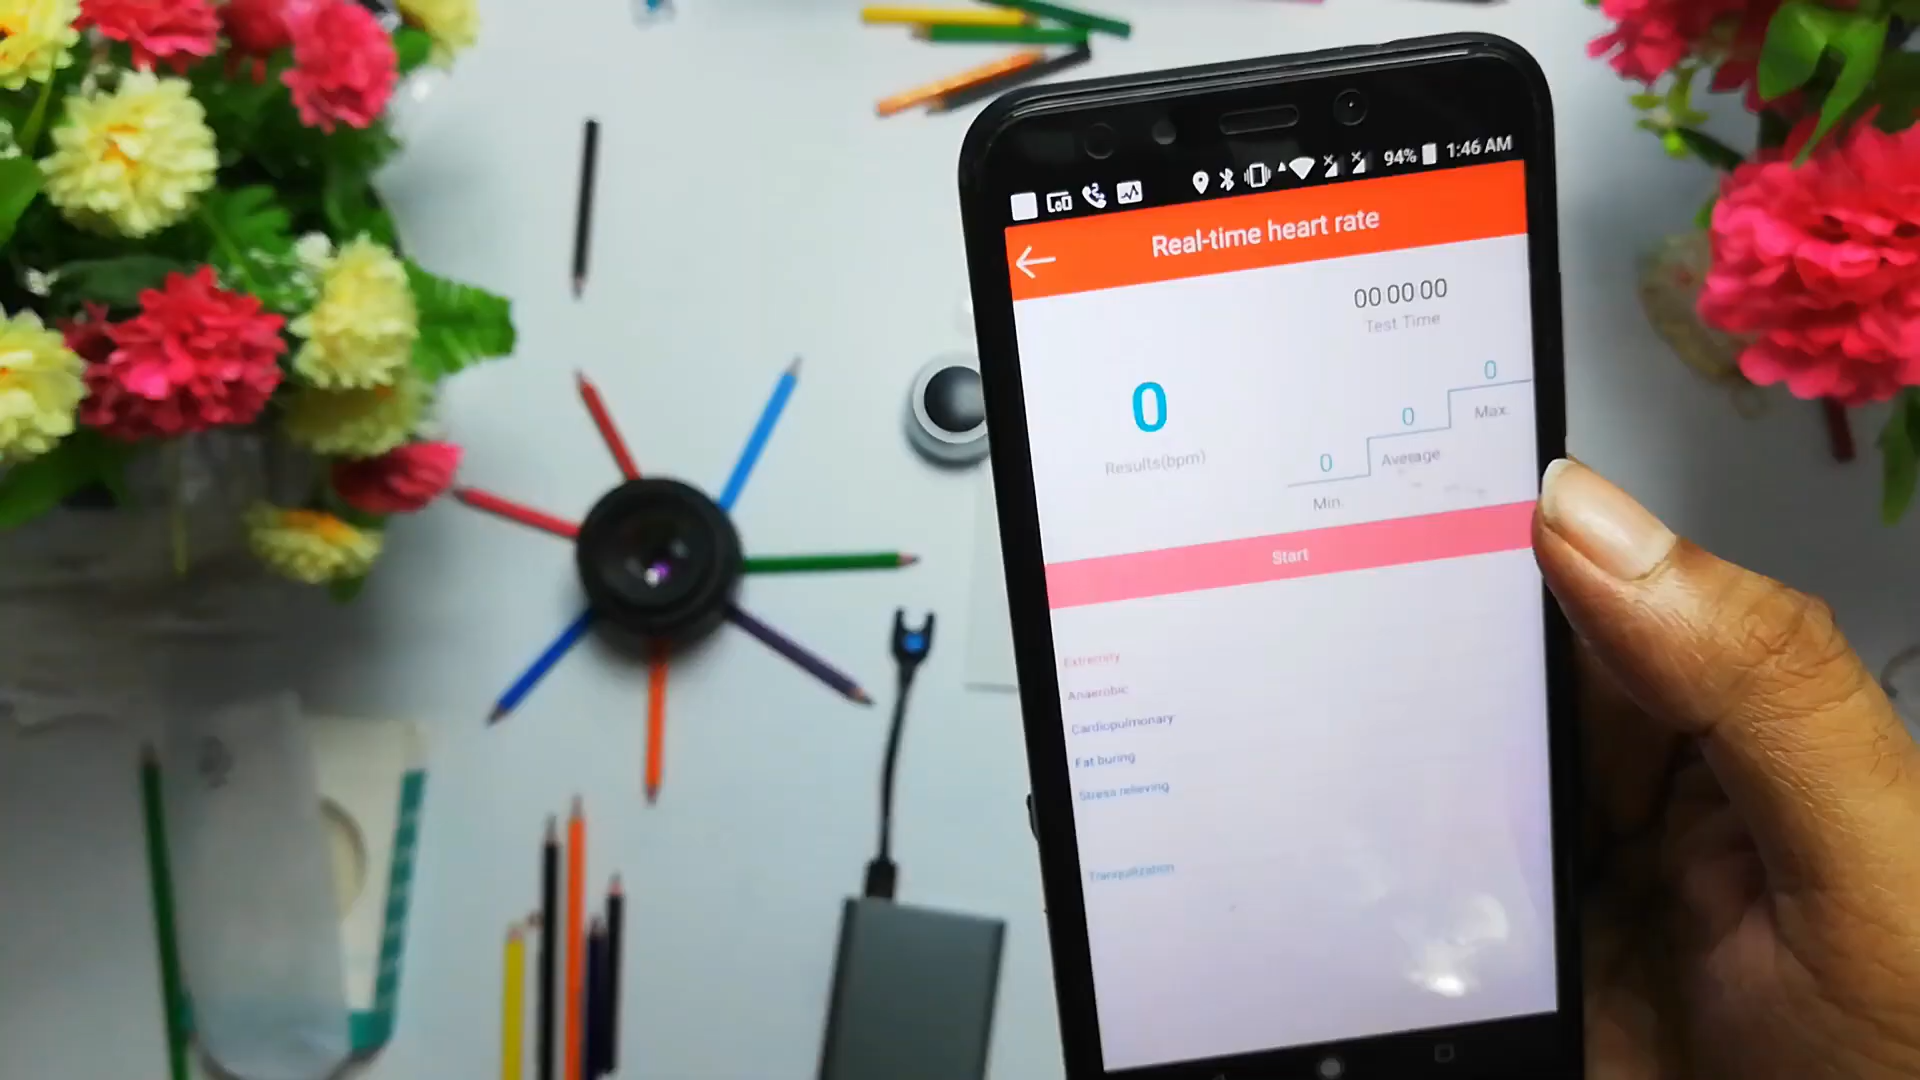 94% 1:46 AM
Real-time heart rate
00 00 00
Test Time
0
Results(bpm)
0
Max.
0
Average
0
Min.
Start
Extremity
Anaerobic
Cardiopulmonary
Fat buring
Stress relieving
Tranquilization